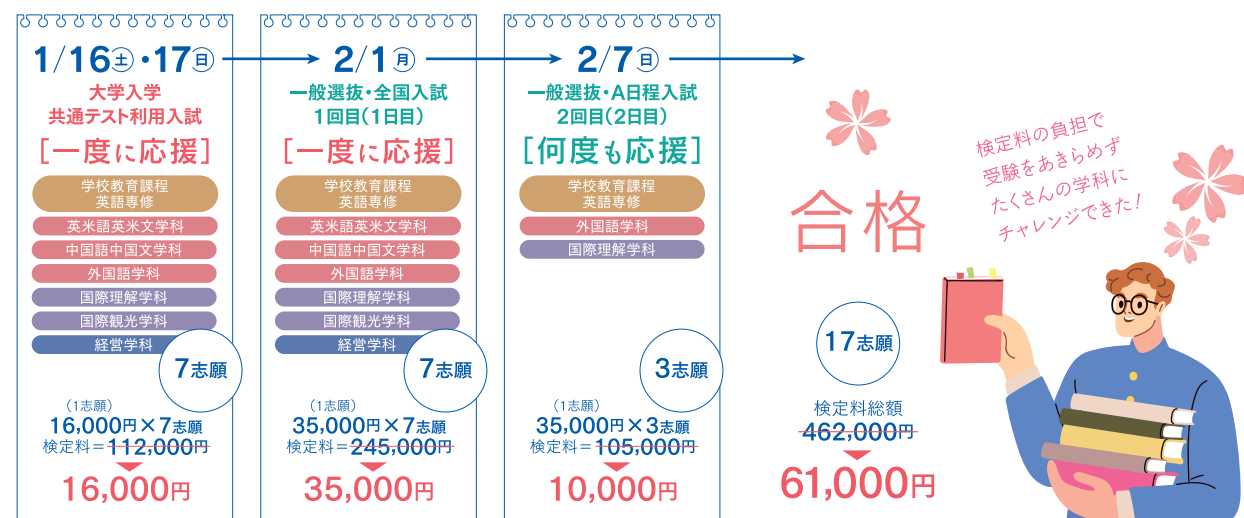 1/16土・17日
大学入学
共通テスト利用入試
［一度に応援］
学校教育課程
英語専修
英米語英米文学科
中国語中国文学科
外国語学科
国際理解学科
国際観光学科
経営学科
7志願
（1志願）
16,000円×7志願
検定料＝112,000円
16,000円
2/1月
一般選抜・全国入試
1回目（1日目）
［一度に応援］
学校教育課程
英語専修
英米語英米文学科
中国語中国文学科
外国語学科
国際理解学科
国際観光学科
経営学科
7志願
（1志願）
35,000円×7志願
検定料＝245,000円
35,000円
2/7日
一般選抜・A日程入試
2回目（2日目）
［何度も応援］
学校教育課程
英語専修
外国語学科
国際理解学科
3志願
（1志願）
35,000円×3志願
検定料＝105,000円
10,000円
合格
検定料の負担で
受験をあきらめず
たくさんの学科に
チャレンジできた！
17志願
検定料総額
462,000円
61,000円